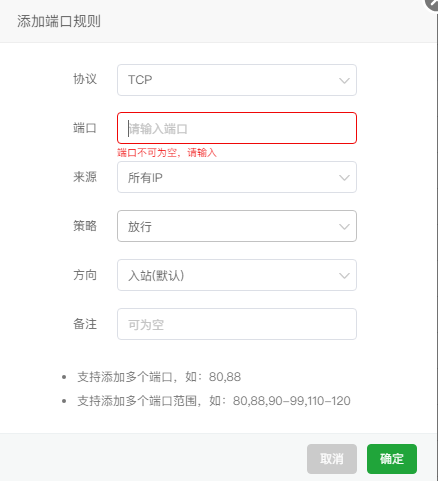 添加端口规则
协议 TCP
端口 请输入端口
端口不可为空，请输入
来源 所有IP
策略 放行
方向 入站(默认)
备注 可为空
支持添加多个端口，如：80,88
支持添加多个端口范围，如：80,88,90-99,110-120
取消 确定